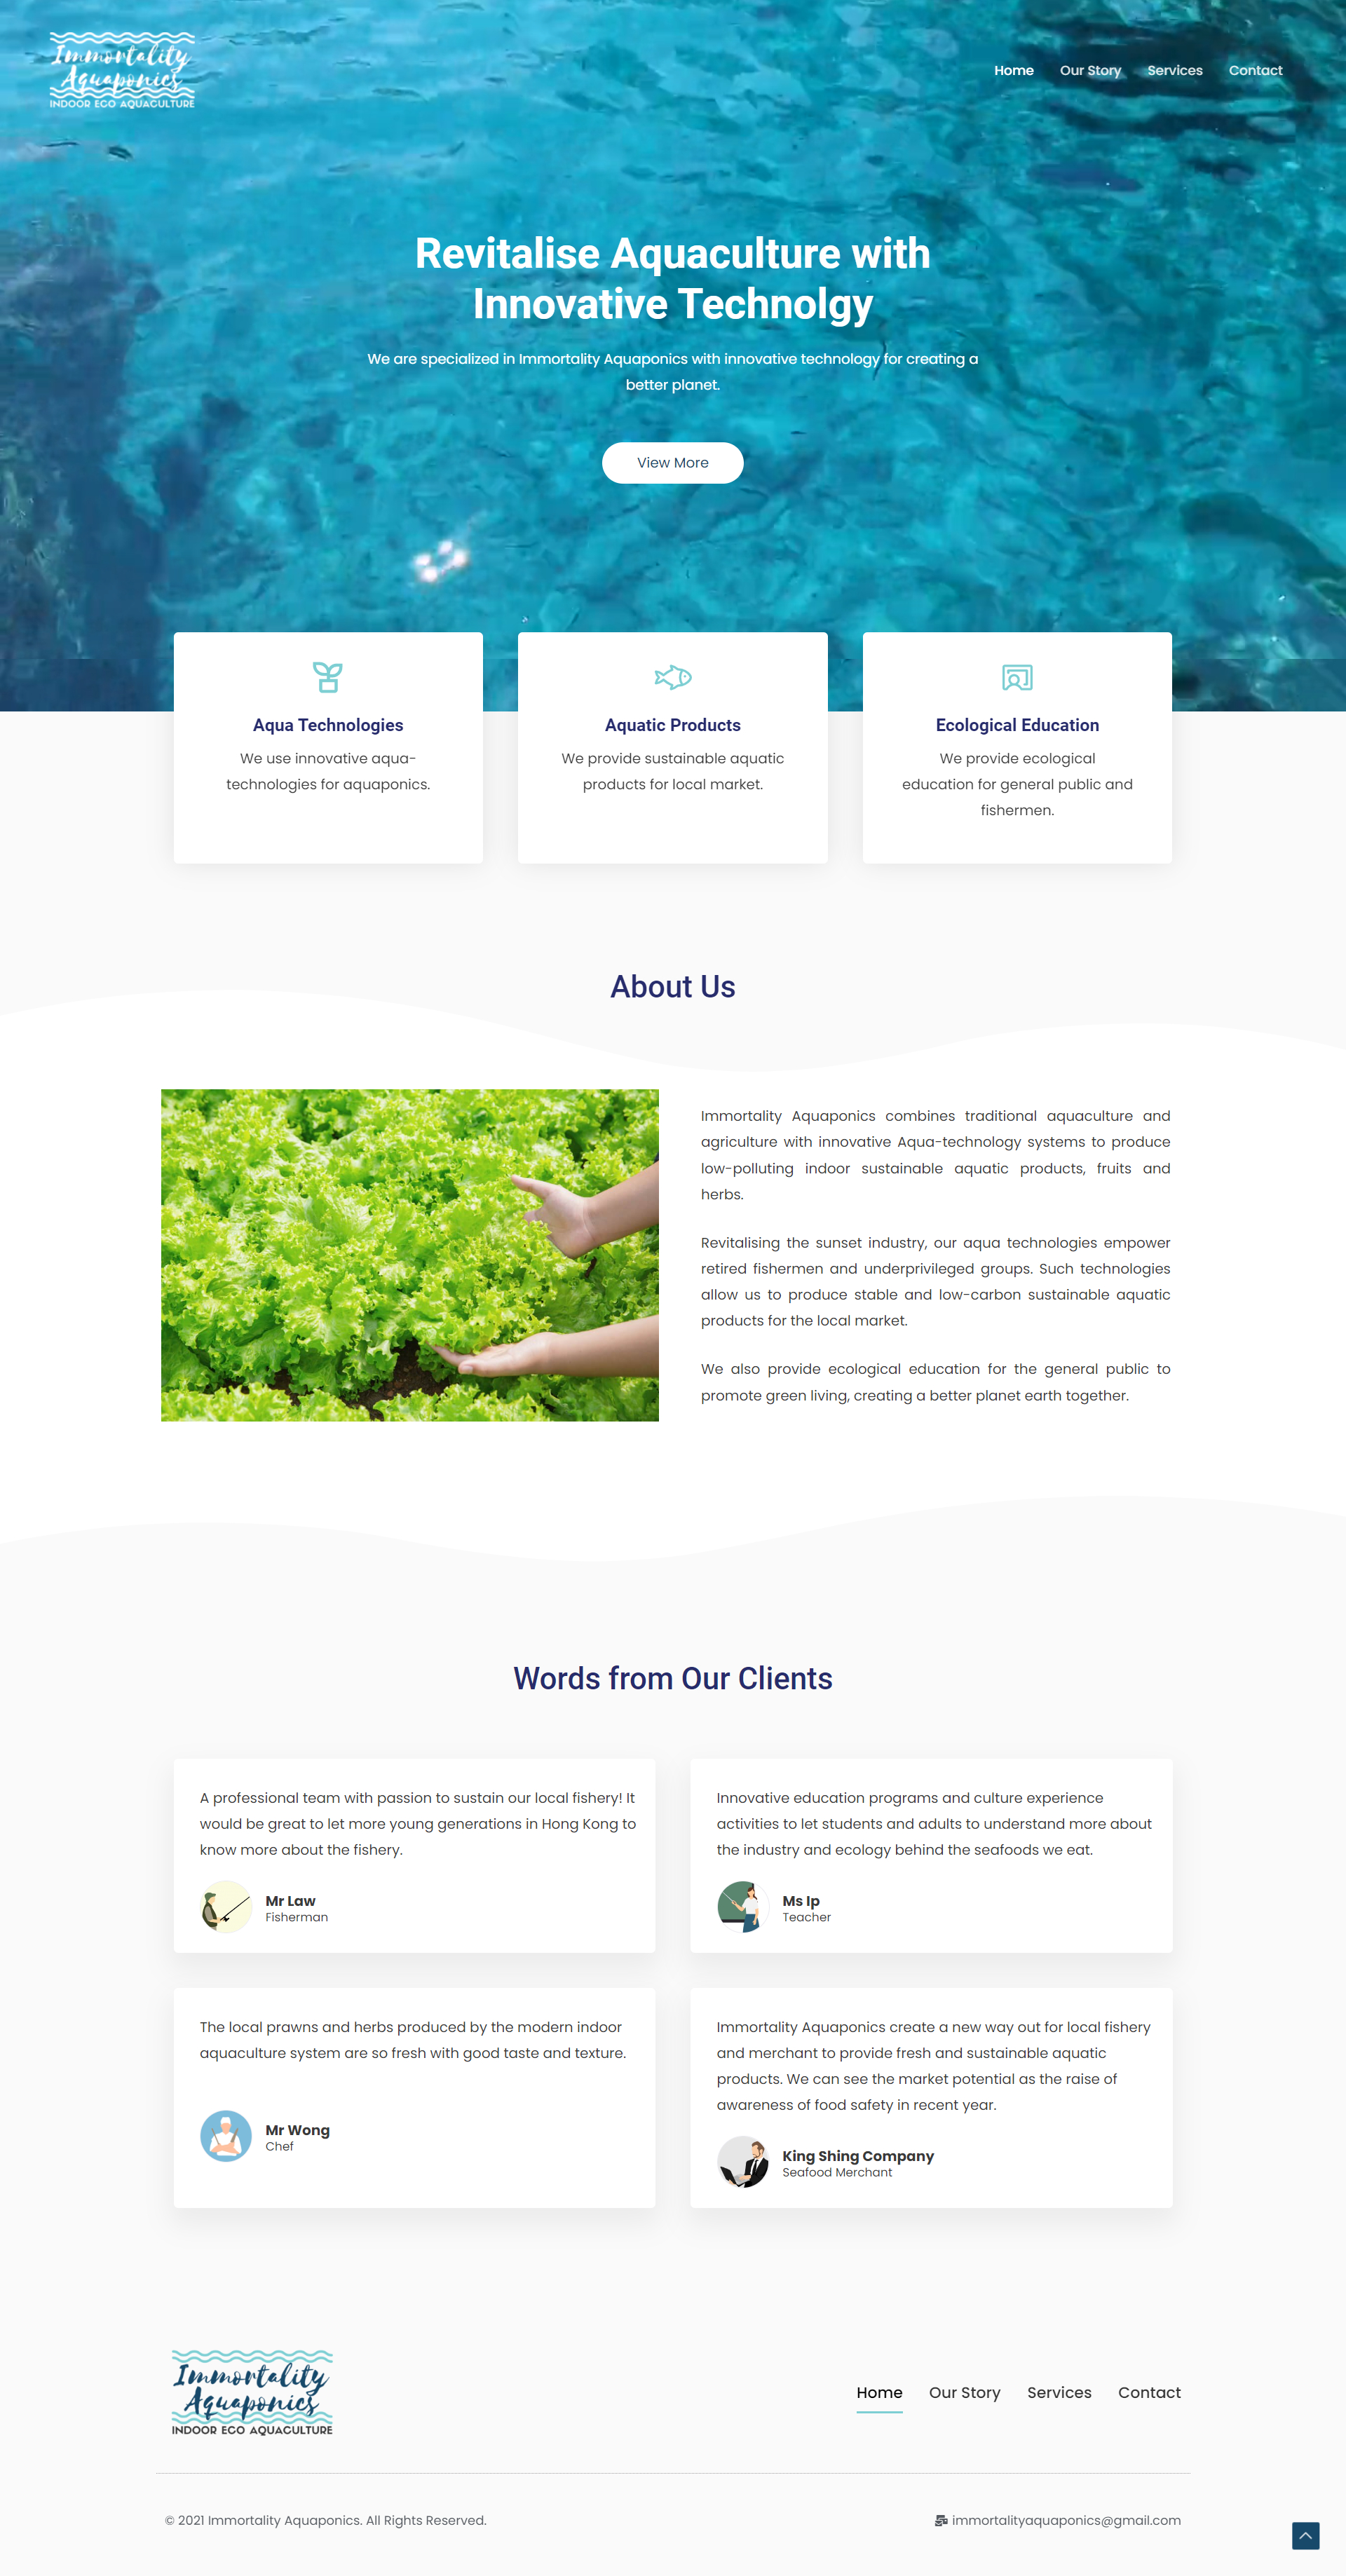 Immortality
Aquaponics
INDOOR ECO AQUACULTURE
Home Our Story Services Contact
Revitalise Aquaculture with
Innovative Technolgy
We are specialized in Immortality Aquaponics with innovative technology for creating a
better planet.
View More
Aqua Technologies
We use innovative aqua-
technologies for aquaponics.
Aquatic Products
We provide sustainable aquatic
products for local market.
Ecological Education
We provide ecological
education for general public and
fishermen.
About Us
Immortality Aquaponics combines traditional aquaculture and
agriculture with innovative Aqua-technology systems to produce
low-polluting indoor sustainable aquatic products, fruits and
herbs.
Revitalising the sunset industry, our aqua technologies empower
retired fishermen and underprivileged groups. Such technologies
allow us to produce stable and low-carbon sustainable aquatic
products for the local market.
We also provide ecological education for the general public to
promote green living, creating a better planet earth together.
Words from Our Clients
A professional team with passion to sustain our local fishery! It
would be great to let more young generations in Hong Kong to
know more about the fishery.
Mr Law
Fisherman
Innovative education programs and culture experience
activities to let students and adults to understand more about
the industry and ecology behind the seafoods we eat.
Ms Ip
Teacher
The local prawns and herbs produced by the modern indoor
aquaculture system are so fresh with good taste and texture.
Mr Wong
Chef
Immortality Aquaponics create a new way out for local fishery
and merchant to provide fresh and sustainable aquatic
products. We can see the market potential as the raise of
awareness of food safety in recent year.
King Shing Company
Seafood Merchant
Immortality
Aquaponics
INDOOR ECO AQUACULTURE
Home Our Story Services Contact
© 2021 Immortality Aquaponics. All Rights Reserved.
immortalityaquaponics@gmail.com